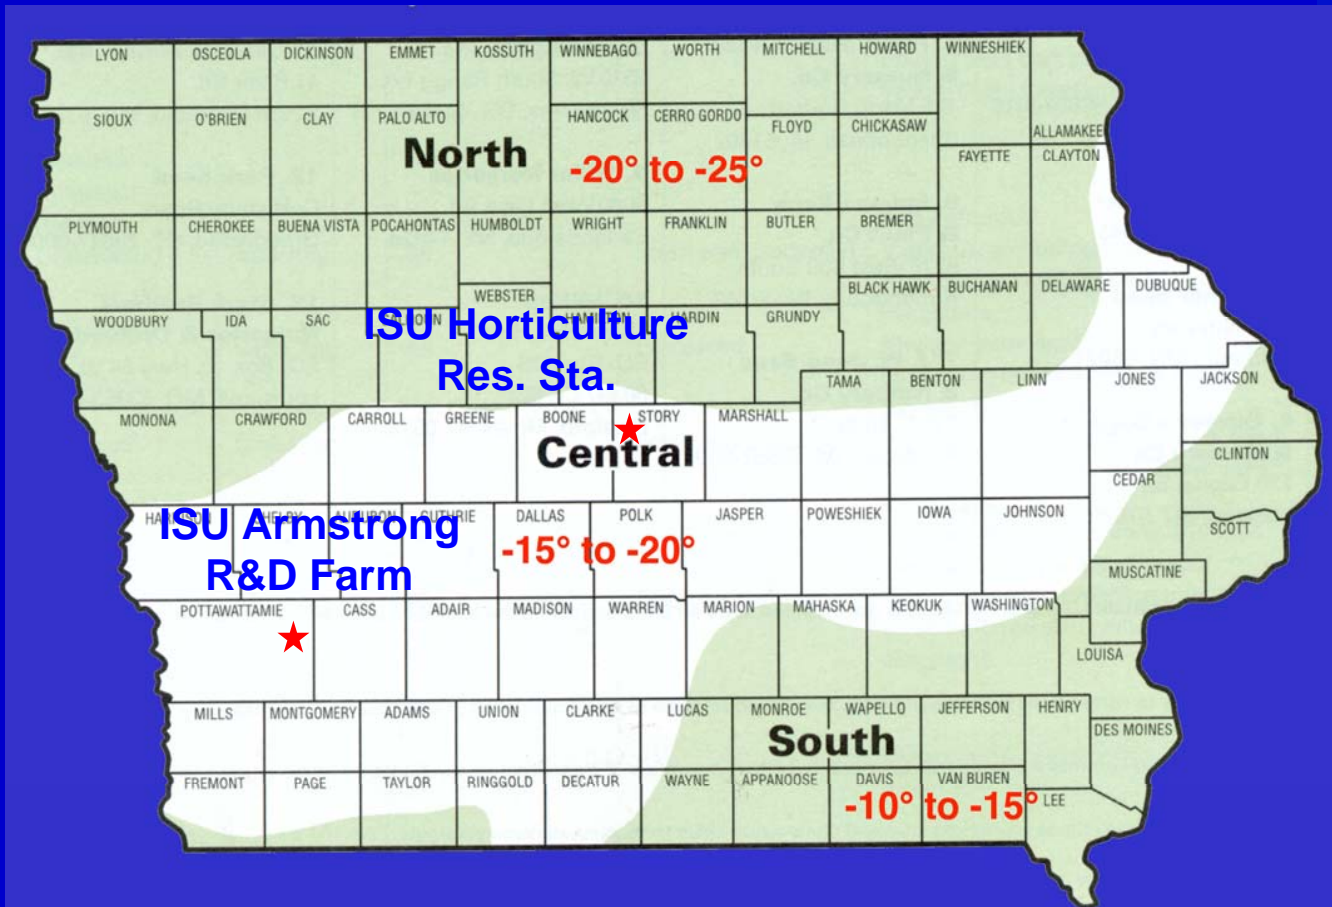 LYON OSCEOLA DICKINSON EMMET KOSSUTH WINNEBAGO WORTH MITCHELL HOWARD WINNESHIEK
SIOUX O'BRIEN CLAY PALO ALTO HANCOCK CERRO GORDO FLOYD CHICKASAW ALLAMAKEE
North
-20° to -25°
FAYETTE CLAYTON
PLYMOUTH CHEROKEE BUENA VISTA POCAHONTAS HUMBOLDT WRIGHT FRANKLIN BUTLER BREMER
WEBSTER BLACK HAWK BUCHANAN DELAWARE DUBUQUE
WOODBURY IDA SAC HAMILTON HARDIN GRUNDY
ISU Horticulture
Res. Sta.
TAMA BENTON LINN JONES JACKSON
MONONA CRAWFORD CARROLL GREENE BOONE STORY MARSHALL
Central
CLINTON
CEDAR
ISU Armstrong
R&D Farm
SHELBY AUDUBON GUTHRIE DALLAS POLK JASPER POWESHIEK IOWA JOHNSON SCOTT
-15° to -20°
MUSCATINE
POTTAWATTAMIE CASS ADAIR MADISON WARREN MARION MAHASKA KEOKUK WASHINGTON
LOUISA
MILLS MONTGOMERY ADAMS UNION CLARKE LUCAS MONROE WAPELLO JEFFERSON HENRY
DES MOINES
South
FREMONT PAGE TAYLOR RINGGOLD DECATUR WAYNE APPANOOSE DAVIS VAN BUREN LEE
-10° to -15°